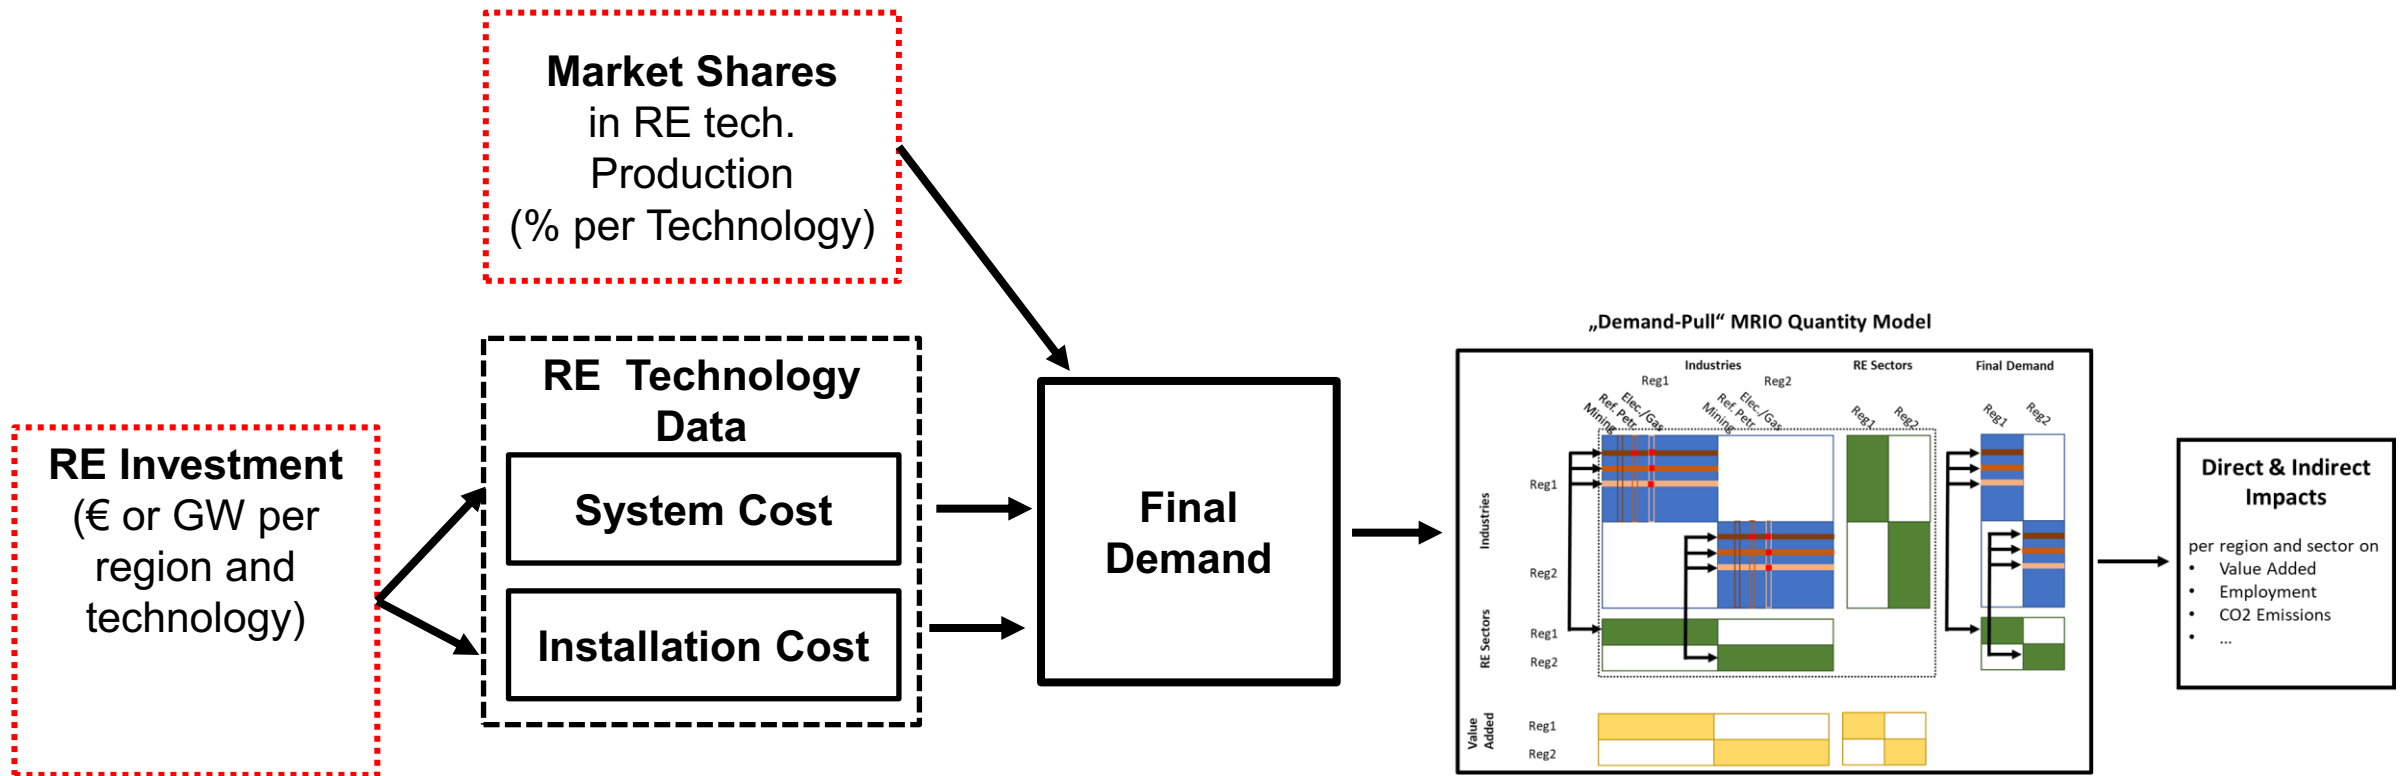 Market Shares
in RE tech.
Production
(% per Technology)
RE Investment
(€ or GW per
region and
technology)
RE  Technology
Data
System Cost
Installation Cost
Final
Demand
„Demand-Pull“ MRIO Quantity Model
Industries
RE Sectors
Final Demand
Reg1
Reg2
Mining
Ref. Petr.
Elec./Gas
Mining
Ref. Petr.
Elec./Gas
Reg1
Reg2
Reg1
Reg2
Industries
Reg1
Reg2
RE Sectors
Reg1
Reg2
Value
Added
Reg1
Reg2
Direct & Indirect
Impacts
per region and sector on
• Value Added
• Employment
• CO2 Emissions
• ...